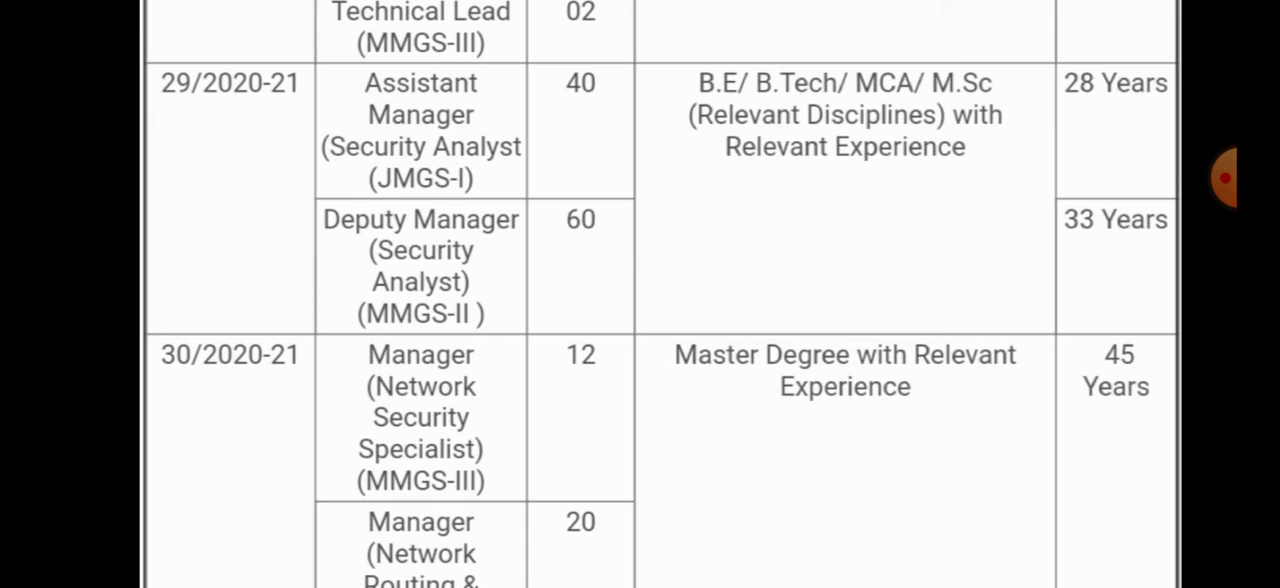 Technical Lead 02
(MMGS-III)
29/2020-21 Assistant 40 B.E/ B.Tech/ MCA/ M.Sc 28 Years
Manager (Relevant Disciplines) with
(Security Analyst Relevant Experience
(JMGS-I)
Deputy Manager 60 33 Years
(Security
Analyst)
(MMGS-II )
30/2020-21 Manager 12 Master Degree with Relevant 45
(Network Experience Years
Security
Specialist)
(MMGS-III)
Manager 20
(Network
Routing &